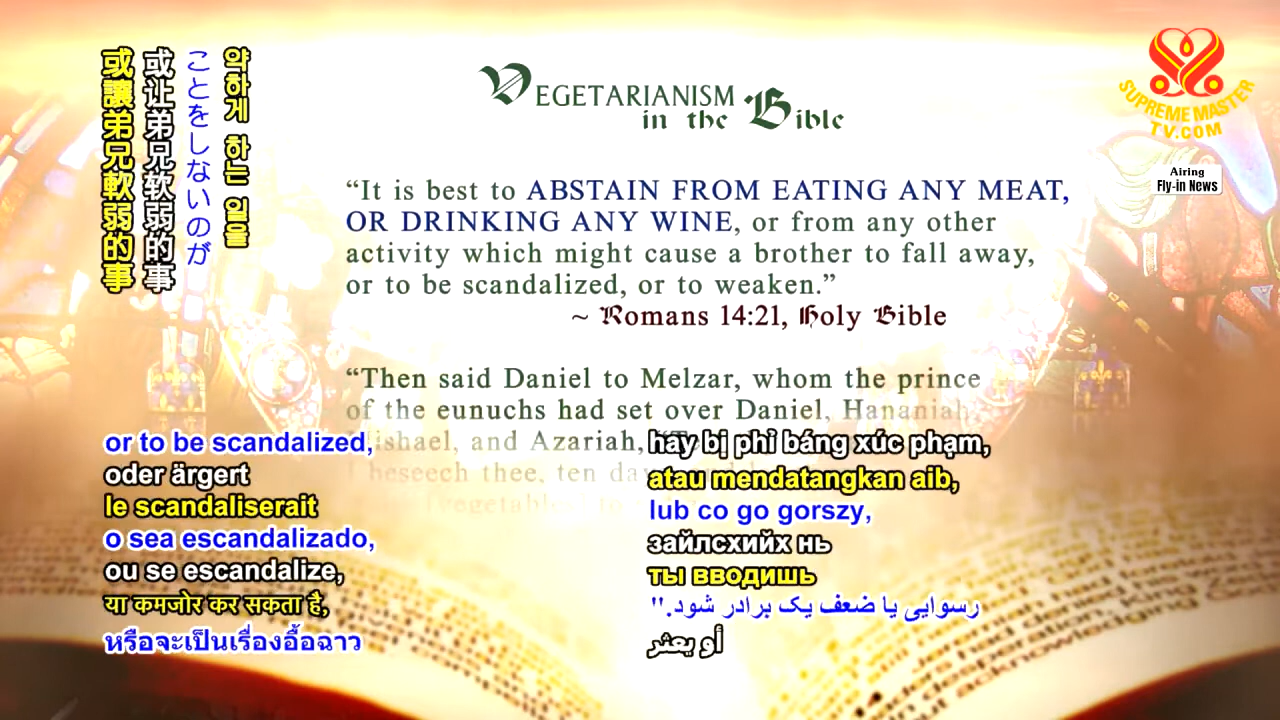 약하게 하는 일을
ことをしないのが
或让弟兄软弱的事
或讓弟兄軟弱的事
SUPREME MASTER
TV.COM
Airing
Fly-in News
VEGETARIANISM
in the Bible
“It is best to ABSTAIN FROM EATING ANY MEAT,
OR DRINKING ANY WINE, or from any other
activity which might cause a brother to fall away,
or to be scandalized, or to weaken.”
~ Romans 14:21, Holy Bible
“Then said Daniel to Melzar, whom the prince
of the eunuchs had set over Daniel, Hananiah,
Mishael, and Azariah,
I beseech thee, ten
or to be scandalized,
oder ärgert
le scandaliserait
o sea escandalizado,
ou se escandalize,
या कमजोर कर सकता है,
หรือจะเป็นเรื่องอื้อฉาว
hay bị phỉ báng xúc phạm,
atau mendatangkan aib,
lub co go gorszy,
зайлсхийх нь
ты вводишь
رسوایی یا ضعف یک برادر شود."
أو يعثر